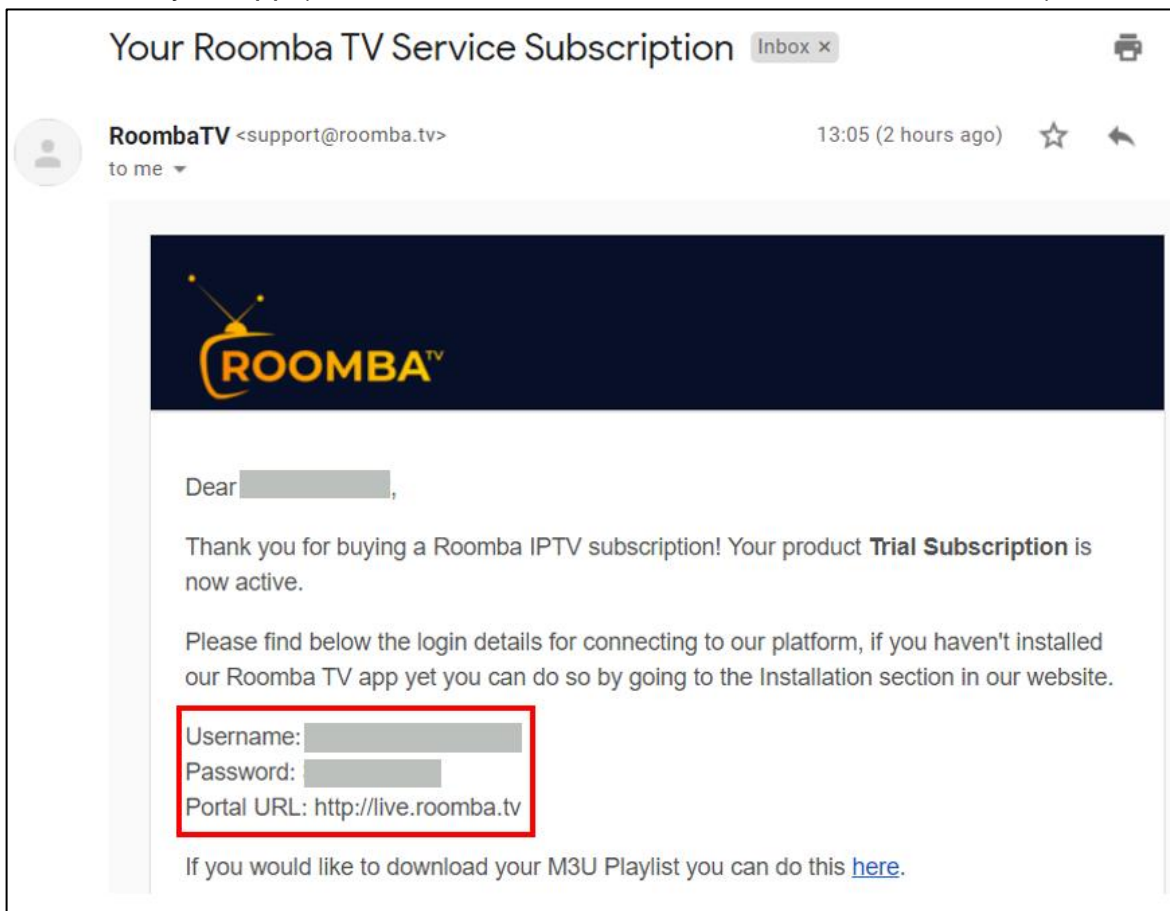 Your Roomba TV Service Subscription Inbox ×
RoombaTV <support@roomba.tv> 13:05 (2 hours ago)
to me
ROOMBA TV
Dear ,
Thank you for buying a Roomba IPTV subscription! Your product Trial Subscription is
now active.
Please find below the login details for connecting to our platform, if you haven't installed
our Roomba TV app yet you can do so by going to the Installation section in our website.
Username:
Password:
Portal URL: http://live.roomba.tv
If you would like to download your M3U Playlist you can do this here.